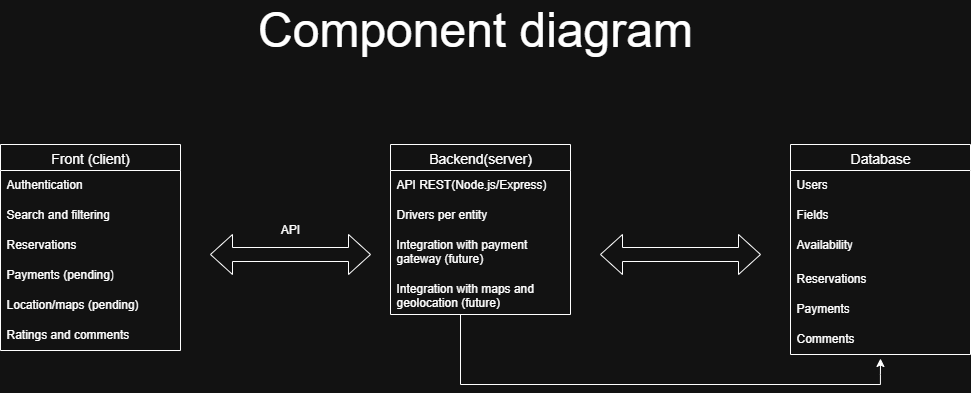 Component diagram
Front (client)
Authentication
Search and filtering
Reservations
Payments (pending)
Location/maps (pending)
Ratings and comments
API
Backend(server)
API REST(Node.js/Express)
Drivers per entity
Integration with payment
gateway (future)
Integration with maps and
geolocation (future)
Database
Users
Fields
Availability
Reservations
Payments
Comments